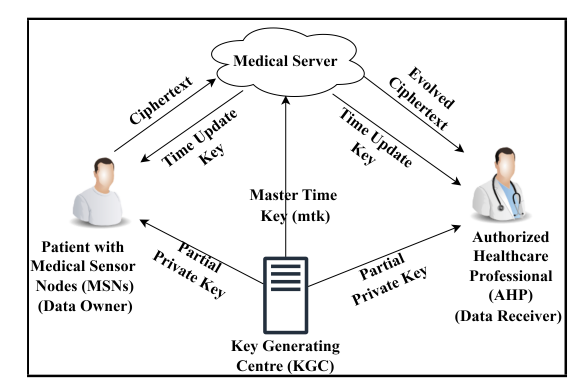 Medical Server
Ciphertext
Time Update
Key
Evolved
Ciphertext
Time Update
Key
Master Time
Key (mtk)
Patient with
Medical Sensor
Nodes (MSNs)
(Data Owner)
Partial
Private Key
Partial
Private Key
Authorized
Healthcare
Professional
(AHP)
(Data Receiver)
Key Generating
Centre (KGC)